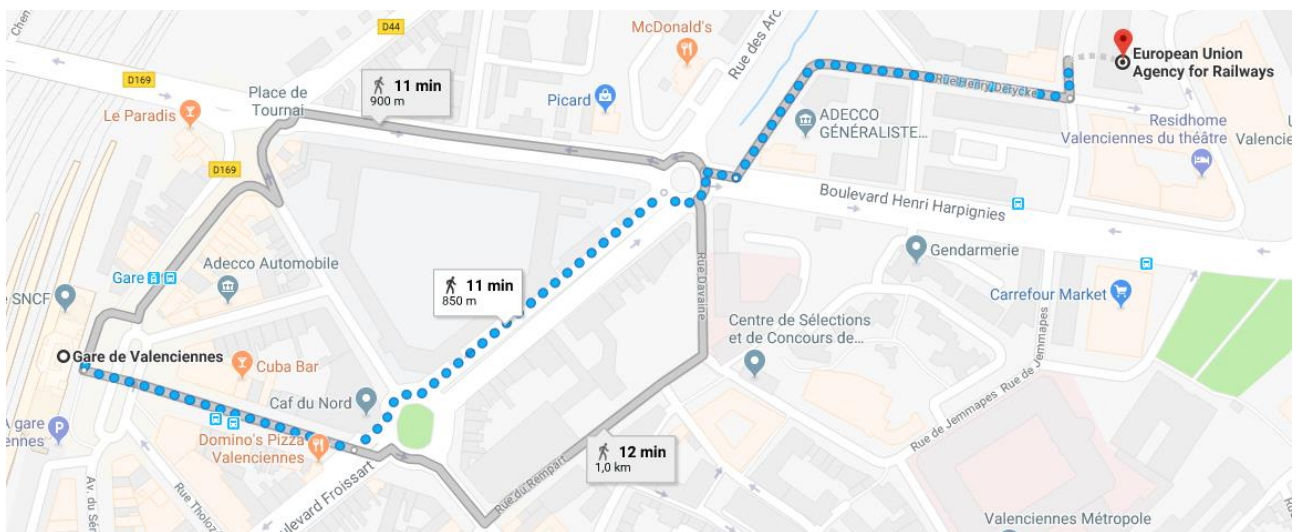 D44
McDonald's
Rue des Arc
European Union
Agency for Railways
D169
11 min
900 m
Place de
Tournai
Le Paradis
Picard
Rue Henry Detycke
ADECCO
GÉNÉRALISTE...
Residhome
Valenciennes du théâtre
D169
Boulevard Henri Harpignies
Gendarmerie
Gare
Adecco Automobile
11 min
850 m
Rue Davaine
Carrefour Market
SNCF
Centre de Sélections
et de Concours de...
Gare de Valenciennes
Cuba Bar
Caf du Nord
Rue de Jemmapes
Rue de Jemmapes
Domino's Pizza
Valenciennes
12 min
1,0 km
gare
ennes
P
Rue du Rempart
Boulevard Froissart
Av. du Sér
Rue Tholoz
Valenciennes Métropole